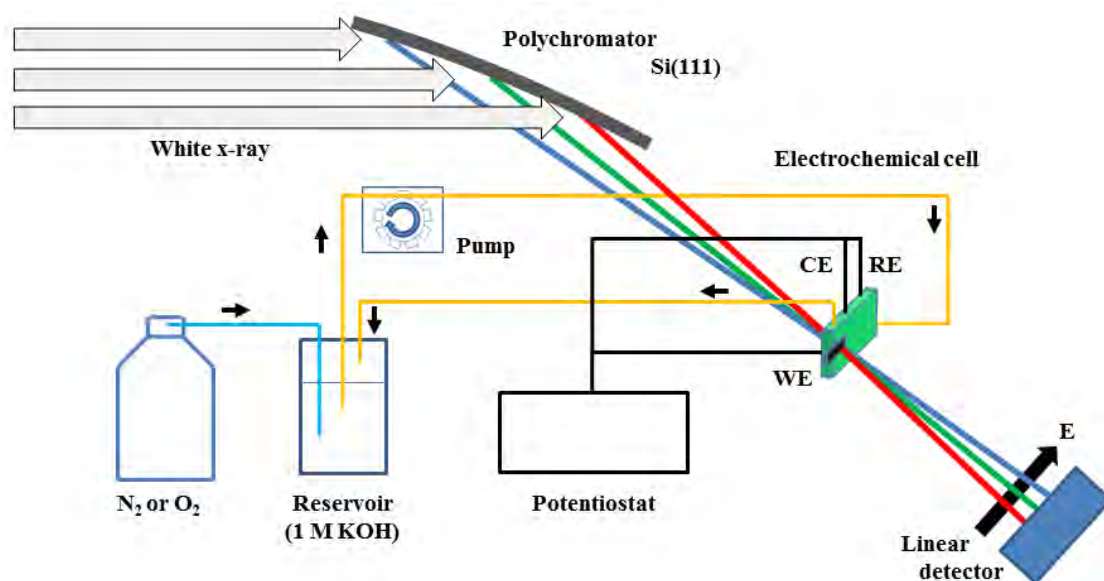 Polychromator
Si(111)
White x-ray
Electrochemical cell
Pump
CE
RE
WE
E
N₂ or O₂
Reservoir
(1 M KOH)
Potentiostat
Linear
detector